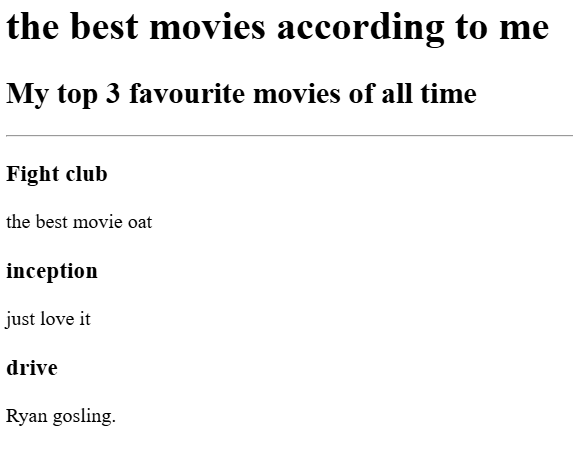 the best movies according to me
My top 3 favourite movies of all time
Fight club
the best movie oat
inception
just love it
drive
Ryan gosling.